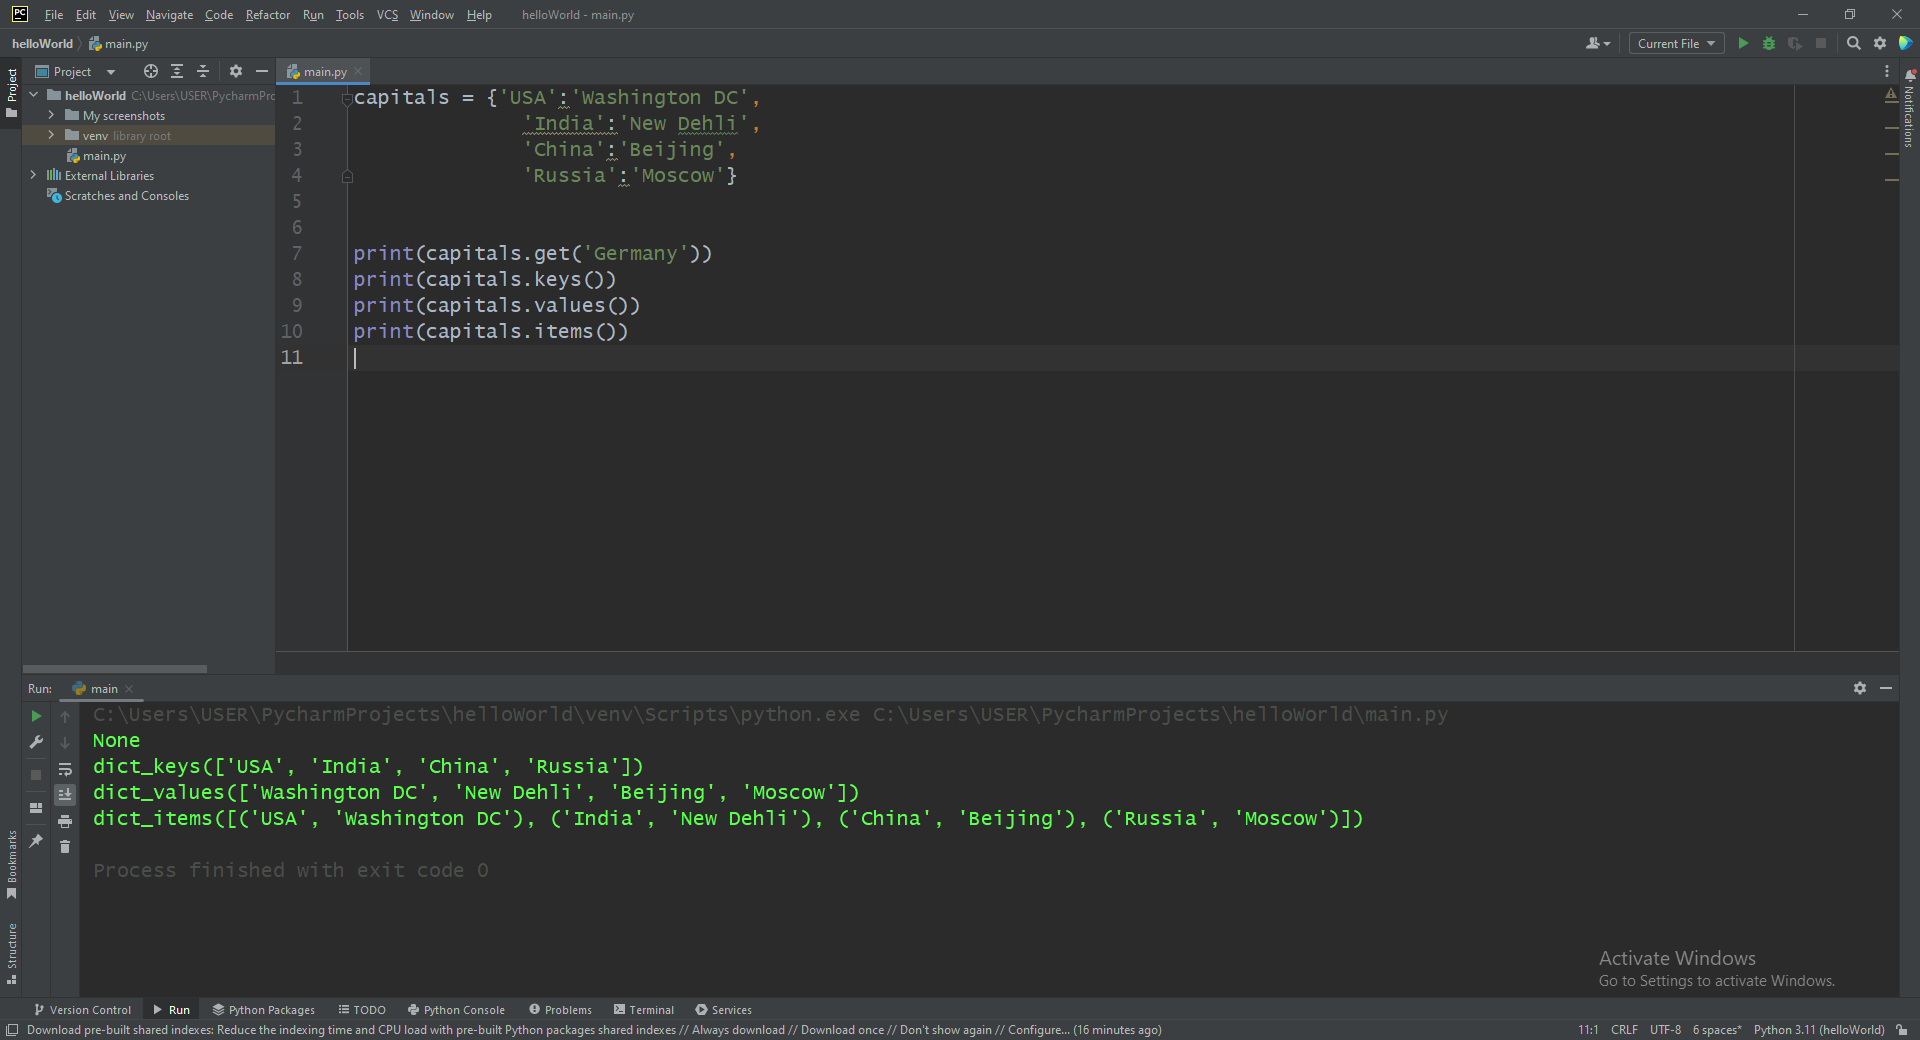 PC File Edit View Navigate Code Refactor Run Tools VCS Window Help helloWorld - main.py
helloWorld main.py Current File
Project main.py
Project
helloWorld C:\Users\USER\PycharmPro
My screenshots
venv library root
main.py
External Libraries
Scratches and Consoles
Notifications
1 capitals = {'USA':'Washington DC',
2 'India':'New Dehli',
3 'China':'Beijing',
4 'Russia':'Moscow'}
5
6
7 print(capitals.get('Germany'))
8 print(capitals.keys())
9 print(capitals.values())
10 print(capitals.items())
11
Run: main
C:\Users\USER\PycharmProjects\helloWorld\venv\Scripts\python.exe C:\Users\USER\PycharmProjects\helloWorld\main.py
None
dict_keys(['USA', 'India', 'China', 'Russia'])
dict_values(['Washington DC', 'New Dehli', 'Beijing', 'Moscow'])
dict_items([('USA', 'Washington DC'), ('India', 'New Dehli'), ('China', 'Beijing'), ('Russia', 'Moscow')])
Process finished with exit code 0
Bookmarks
Structure
Activate Windows
Go to Settings to activate Windows.
Version Control Run Python Packages TODO Python Console Problems Terminal Services
Download pre-built shared indexes: Reduce the indexing time and CPU load with pre-built Python packages shared indexes // Always download // Download once // Don't show again // Configure... (16 minutes ago) 11:1 CRLF UTF-8 6 spaces* Python 3.11 (helloWorld)